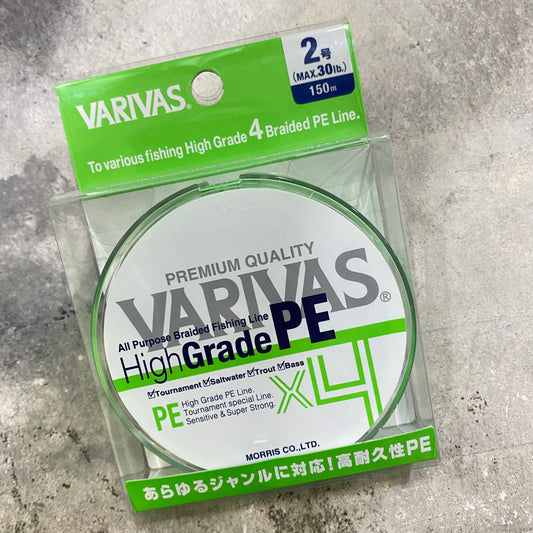 2号
(MAX.30lb.)
150m
VARIVAS®
To various fishing High Grade 4 Braided PE Line.
PREMIUM QUALITY
VARIVAS®
All Purpose Braided Fishing Line
HighGradePE
☑Tournament ☑Saltwater ☑Trout ☑Bass
PE
High Grade PE Line.
Tournament special Line.
Sensitive & Super Strong.
x4
MORRIS CO.,LTD.
あらゆるジャンルに対応!高耐久性PE